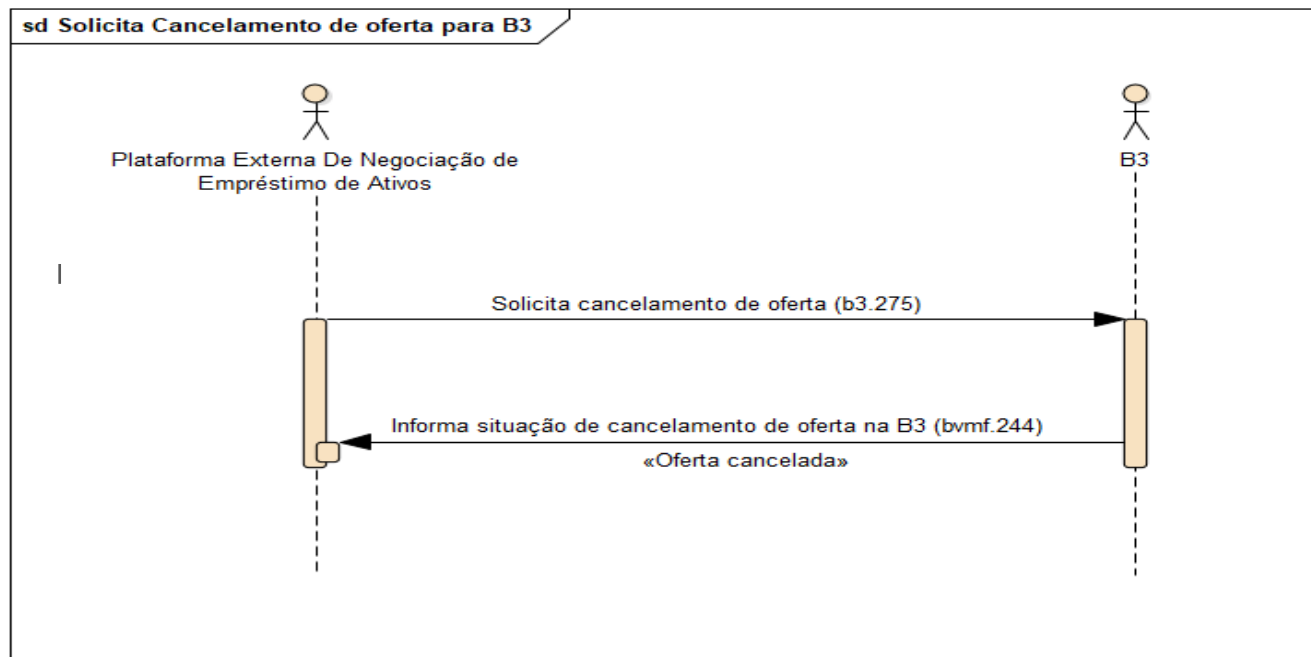 sd Solicita Cancelamento de oferta para B3
Plataforma Externa De Negociação de
Empréstimo de Ativos
B3
Solicita cancelamento de oferta (b3.275)
Informa situação de cancelamento de oferta na B3 (bvmf.244)
«Oferta cancelada»